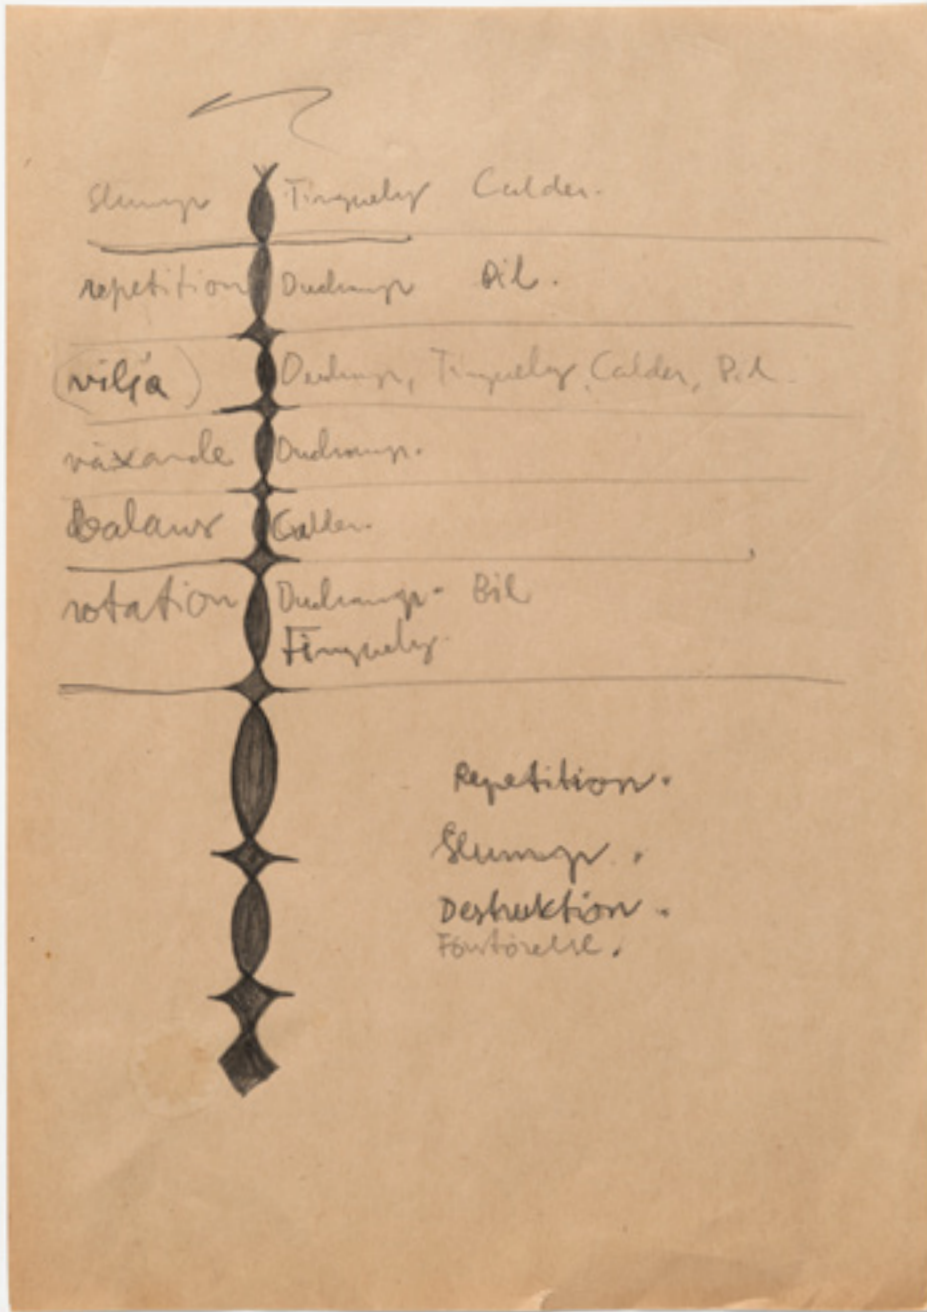 Slump Tinguely Calder.
repetition Duchamp Bil.
vilja Duchamp, Tinguely, Calder, Bil
växande Duchamp.
Balans Calder.
rotation Duchamp. Bil
Tinguely.
Repetition.
Slump.
Destruktion.
Förstörelse.